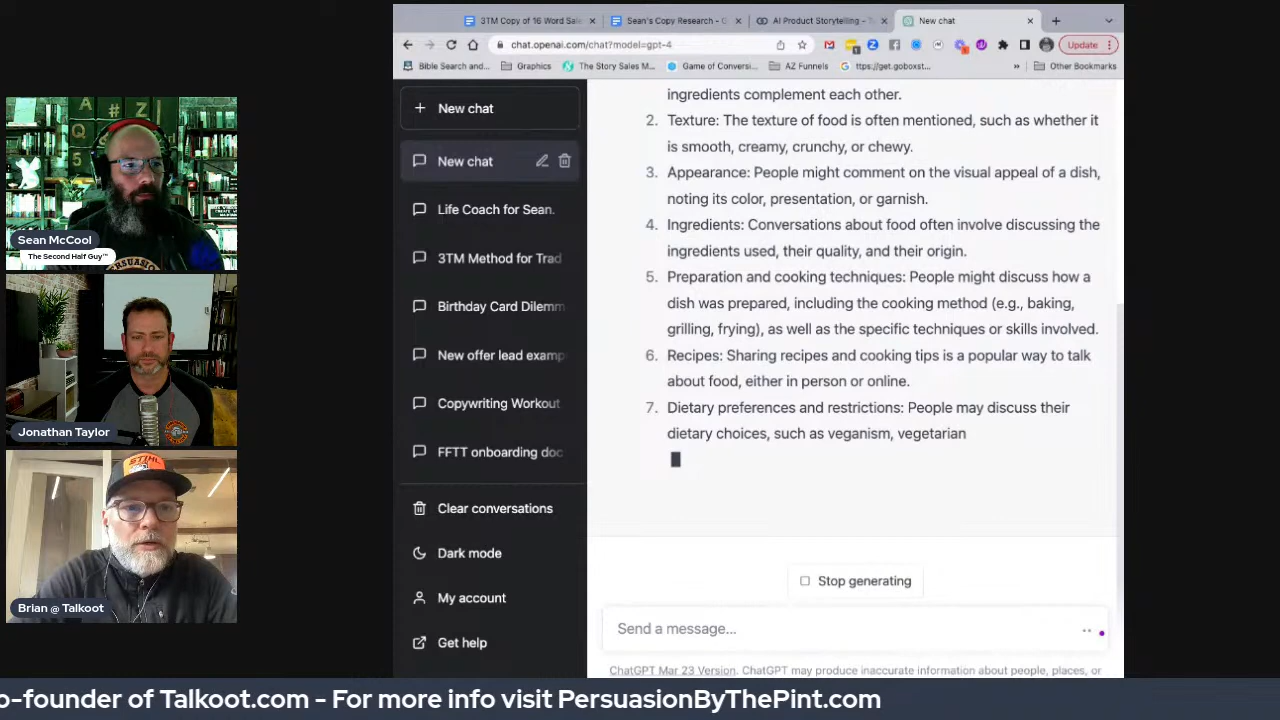 3TM Copy of 16 Word Sale
Sean's Copy Research - G
AI Product Storytelling - T
New chat
chat.openai.com/chat?model=gpt-4
Update
Bible Search and...
Graphics
The Story Sales M...
Game of Conversi...
AZ Funnels
ttps://get.goboxst...
»
Other Bookmarks
+ New chat
New chat
Life Coach for Sean.
3TM Method for Trad
Birthday Card Dilemm
New offer lead examp
Copywriting Workout
FFTT onboarding doc
Clear conversations
Dark mode
My account
Get help
ingredients complement each other.
2. Texture: The texture of food is often mentioned, such as whether it
is smooth, creamy, crunchy, or chewy.
3. Appearance: People might comment on the visual appeal of a dish,
noting its color, presentation, or garnish.
4. Ingredients: Conversations about food often involve discussing the
ingredients used, their quality, and their origin.
5. Preparation and cooking techniques: People might discuss how a
dish was prepared, including the cooking method (e.g., baking,
grilling, frying), as well as the specific techniques or skills involved.
6. Recipes: Sharing recipes and cooking tips is a popular way to talk
about food, either in person or online.
7. Dietary preferences and restrictions: People may discuss their
dietary choices, such as veganism, vegetarian
Stop generating
Send a message...
ChatGPT Mar 23 Version. ChatGPT may produce inaccurate information about people, places, or
Sean McCool
The Second Half Guy™
Jonathan Taylor
STIHL
Brian @ Talkoot
o-founder of Talkoot.com - For more info visit PersuasionByThePint.com